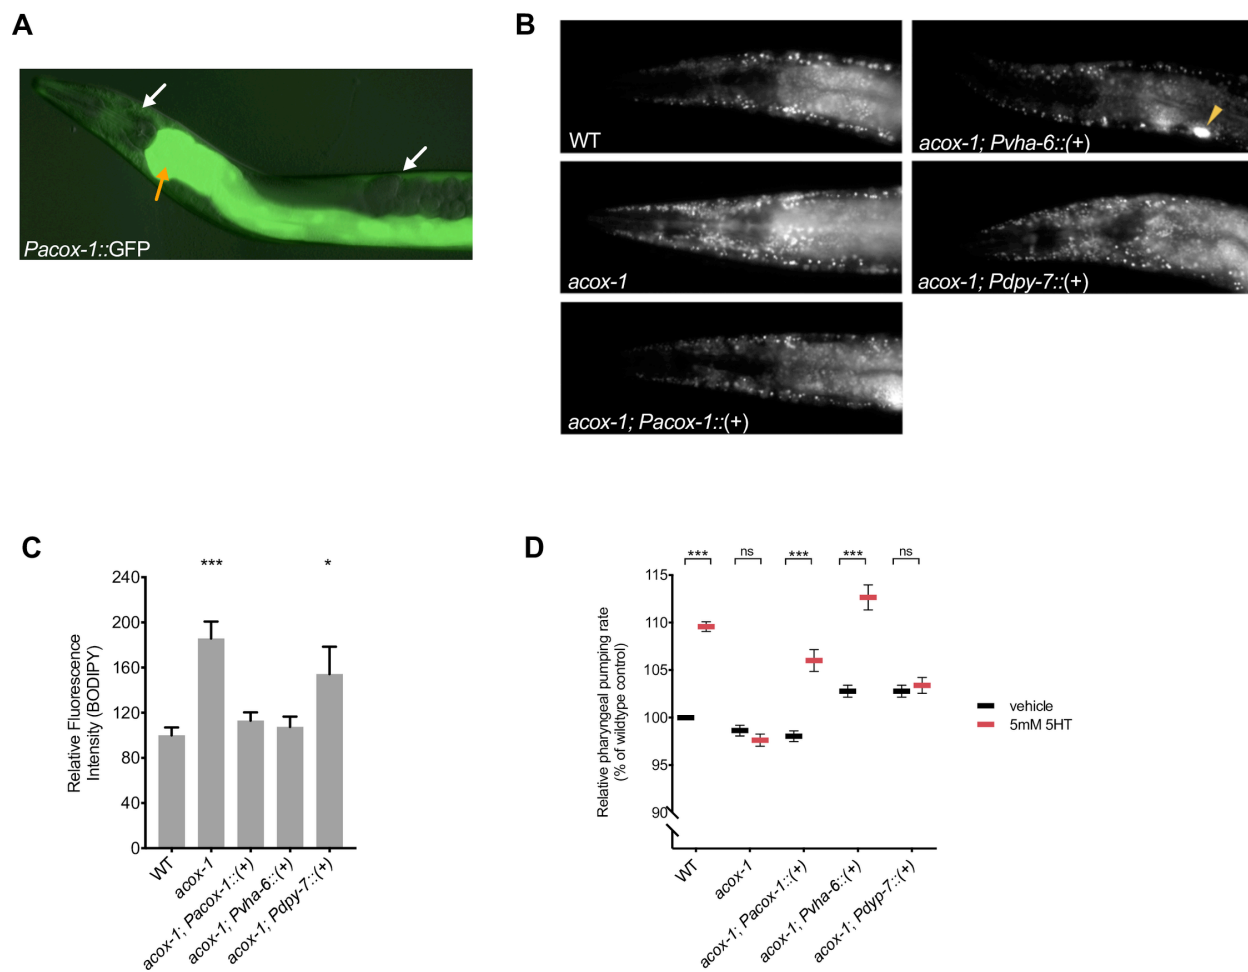 A
B
Pacox-1::GFP
WT
acox-1; Pvha-6::(+)
acox-1
acox-1; Pdpy-7::(+)
acox-1; Pacox-1::(+)
C
*** *
Relative Fluorescence
Intensity (BODIPY)
240
200
160
120
80
40
0
WT
acox-1
acox-1; Pacox-1::(+)
acox-1; Pvha-6::(+)
acox-1; Pdpy-7::(+)
D
*** ns *** *** ns
Relative pharyngeal pumping rate
(% of wildtype control)
115
110
105
100
95
90
WT
acox-1
acox-1; Pacox-1::(+)
acox-1; Pvha-6::(+)
acox-1; Pdyp-7::(+)
vehicle
5mM 5HT